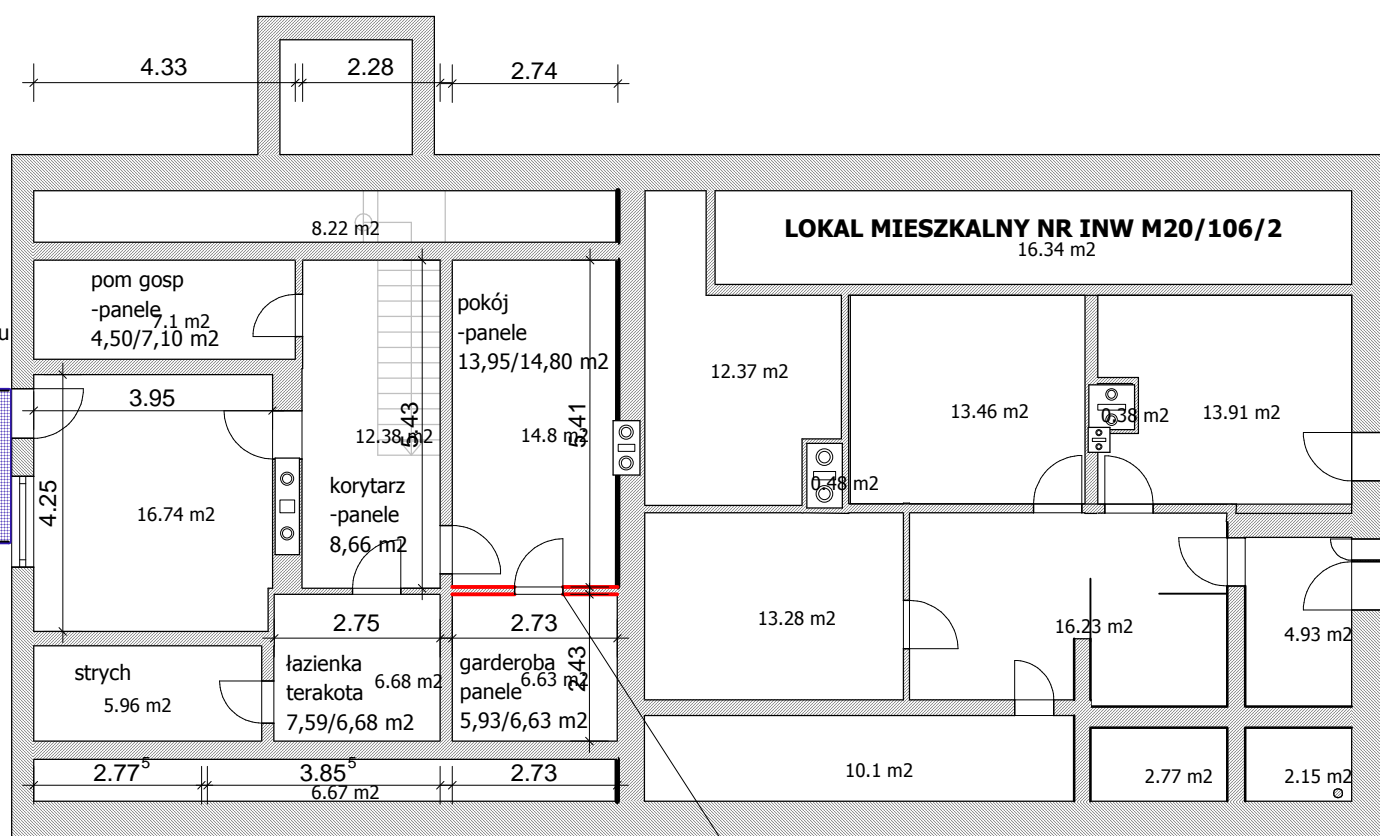 4.33
2.28
2.74
8.22 m2
LOKAL MIESZKALNY NR INW M20/106/2
16.34 m2
pom gosp
-panele
7.1 m2
4,50/7,10 m2
u
3.95
4.25
16.74 m2
12.38 m2
5.43
korytarz
-panele
8,66 m2
pokój
-panele
13,95/14,80 m2
14.8 m2
5.41
12.37 m2
0.48 m2
13.46 m2
0.38 m2
13.91 m2
strych
5.96 m2
2.75
łazienka
terakota
6.68 m2
7,59/6,68 m2
2.73
garderoba
panele
6.63 m2
2.43
5,93/6,63 m2
13.28 m2
16.23 m2
4.93 m2
2.77⁵
3.85⁵
2.73
6.67 m2
10.1 m2
2.77 m2
2.15 m2